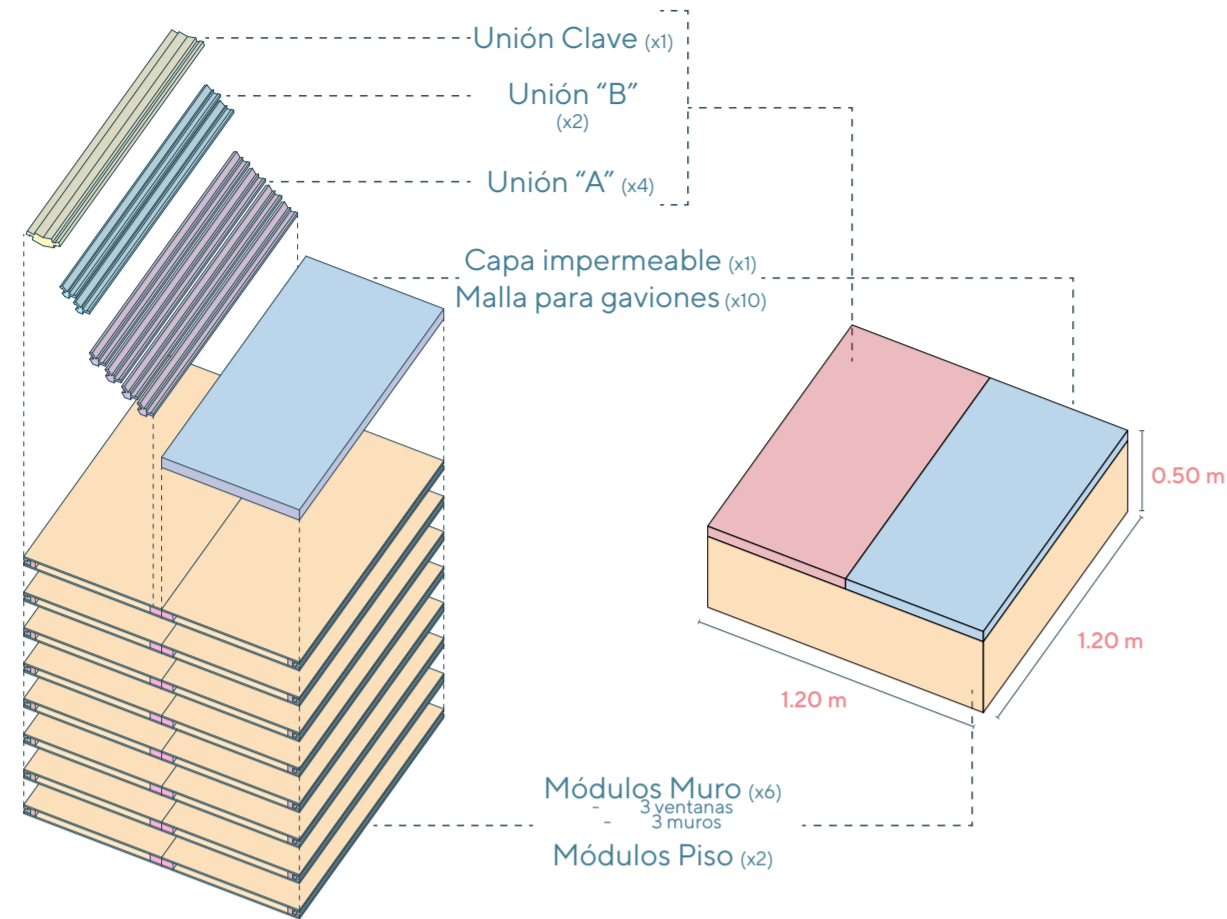 Unión Clave (x1)
Unión “B”
(x2)
Unión “A” (x4)
Capa impermeable (x1)
Malla para gaviones (x10)
0.50 m
1.20 m
1.20 m
Módulos Muro (x6)
- 3 ventanas
- 3 muros
Módulos Piso (x2)